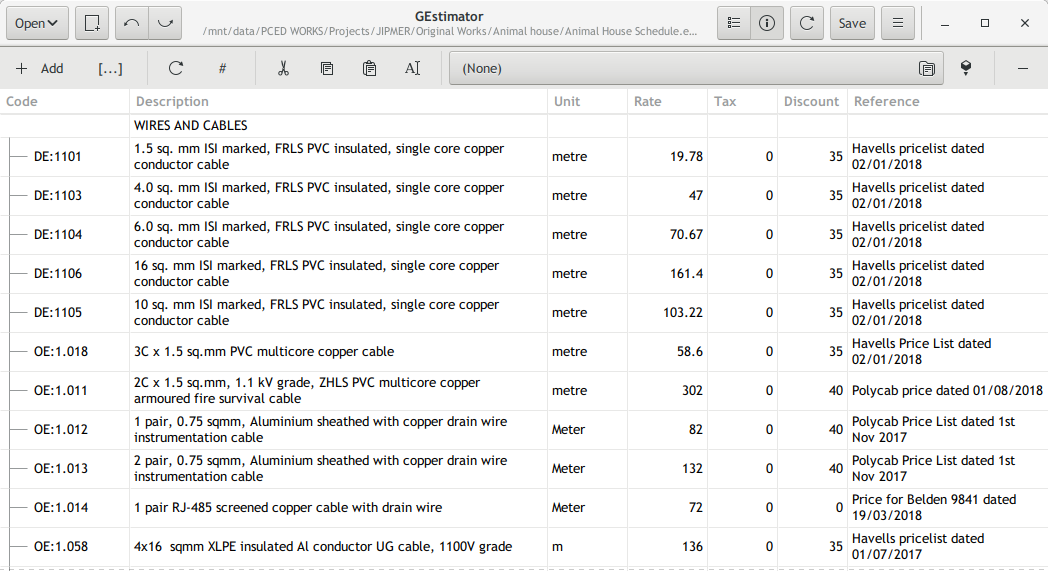 Open
GEstimator
/mnt/data/PCED WORKS/Projects/JIPMER/Original Works/Animal house/Animal House Schedule.e...
Save
Add
[...]
#
(None)
Code Description Unit Rate Tax Discount Reference
WIRES AND CABLES
DE:1101 1.5 sq. mm ISI marked, FRLS PVC insulated, single core copper conductor cable metre 19.78 0 35 Havells pricelist dated 02/01/2018
DE:1103 4.0 sq. mm ISI marked, FRLS PVC insulated, single core copper conductor cable metre 47 0 35 Havells pricelist dated 02/01/2018
DE:1104 6.0 sq. mm ISI marked, FRLS PVC insulated, single core copper conductor cable metre 70.67 0 35 Havells pricelist dated 02/01/2018
DE:1106 16 sq. mm ISI marked, FRLS PVC insulated, single core copper conductor cable metre 161.4 0 35 Havells pricelist dated 02/01/2018
DE:1105 10 sq. mm ISI marked, FRLS PVC insulated, single core copper conductor cable metre 103.22 0 35 Havells pricelist dated 02/01/2018
OE:1.018 3C x 1.5 sq.mm PVC multicore copper cable metre 58.6 0 35 Havells Price List dated 02/01/2018
OE:1.011 2C x 1.5 sq.mm, 1.1 kV grade, ZHLS PVC multicore copper armoured fire survival cable metre 302 0 40 Polycab price dated 01/08/2018
OE:1.012 1 pair, 0.75 sqmm, Aluminium sheathed with copper drain wire instrumentation cable Meter 82 0 40 Polycab Price List dated 1st Nov 2017
OE:1.013 2 pair, 0.75 sqmm, Aluminium sheathed with copper drain wire instrumentation cable Meter 132 0 40 Polycab Price List dated 1st Nov 2017
OE:1.014 1 pair RJ-485 screened copper cable with drain wire Meter 72 0 0 Price for Belden 9841 dated 19/03/2018
OE:1.058 4x16 sqmm XLPE insulated Al conductor UG cable, 1100V grade m 136 0 35 Havells pricelist dated 01/07/2017